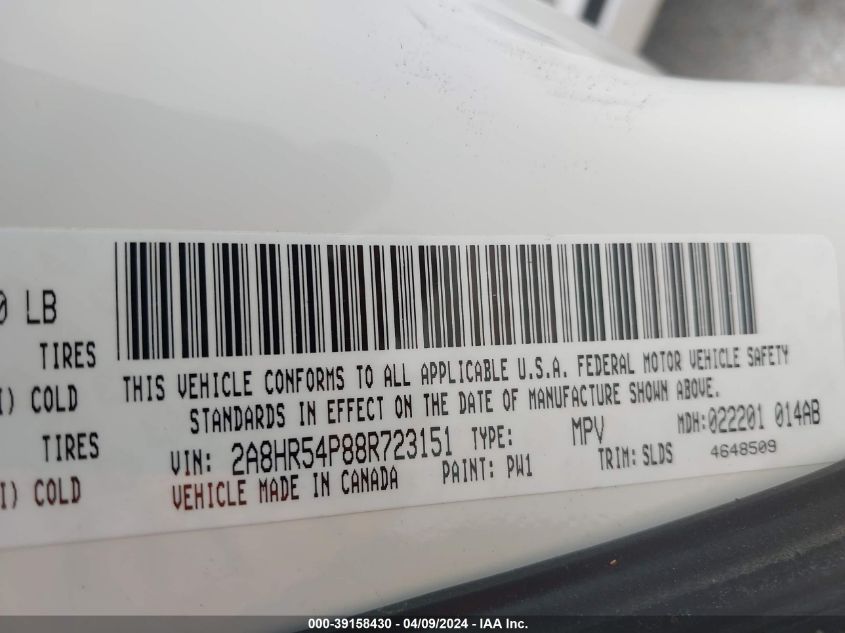 0 LB
TIRES
I) COLD
TIRES
I) COLD
THIS VEHICLE CONFORMS TO ALL APPLICABLE U.S.A. FEDERAL MOTOR VEHICLE SAFETY
STANDARDS IN EFFECT ON THE DATE OF MANUFACTURE SHOWN ABOVE.
VIN: 2A8HR54P88R723151 TYPE: MPV MDH:022201 014AB
VEHICLE MADE IN CANADA PAINT: PW1 TRIM: SLDS 4648509
000-39158430 - 04/09/2024 - IAA Inc.